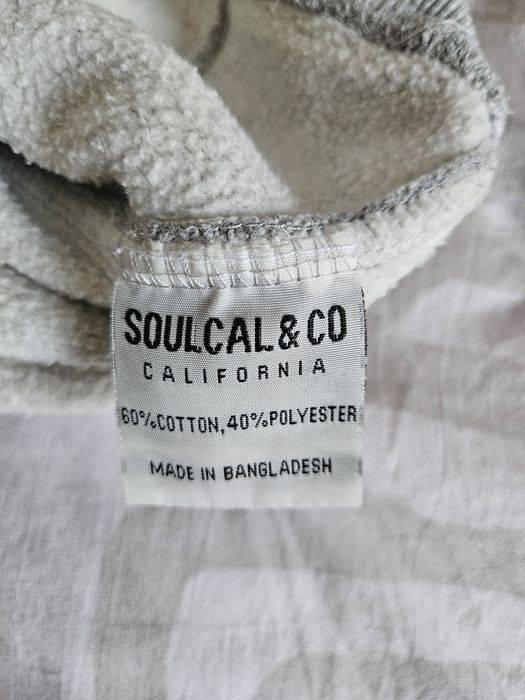 SOULCAL & CO
CALIFORNIA
60% COTTON, 40% POLYESTER
MADE IN BANGLADESH